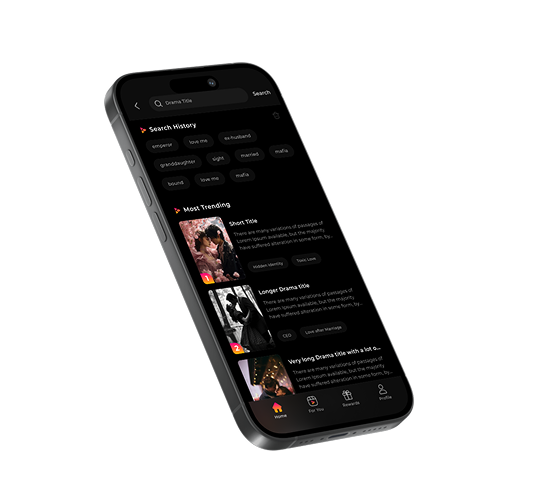 Drama Title
Search
Search History
emperor
love me
ex-husband
granddaughter
sight
married
mafia
bound
love me
mafia
Most Trending
Short Title
There are many variations of passages of
Lorem Ipsum available, but the majority
have suffered alteration in some form, by...
Hidden Identity
Toxic Love
1
Longer Drama title
There are many variations of passages of
Lorem Ipsum available, but the majority
have suffered alteration in some form, by...
CEO
Love after Marriage
2
Very long Drama title with a lot o...
There are many variations of passages of
Lorem Ipsum available, but the majority
have suffered alteration in some form, by...
Home
For You
Rewards
Profile